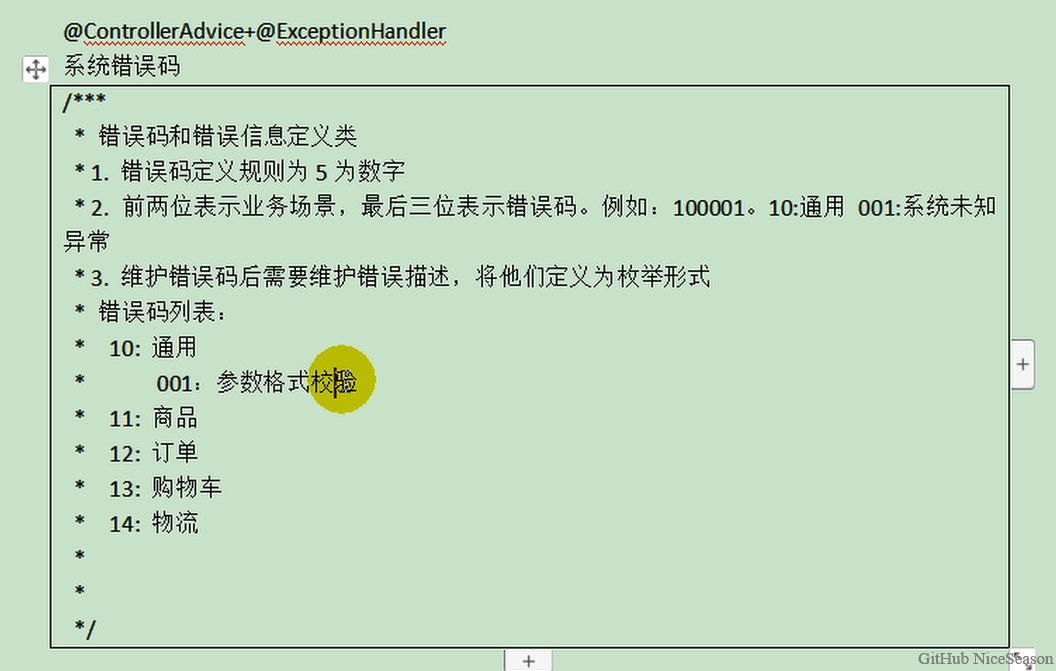 @ControllerAdvice+@ExceptionHandler
系统错误码
/***
* 错误码和错误信息定义类
* 1. 错误码定义规则为 5 为数字
* 2. 前两位表示业务场景，最后三位表示错误码。例如：100001。10:通用 001:系统未知
异常
* 3. 维护错误码后需要维护错误描述，将他们定义为枚举形式
* 错误码列表：
* 10: 通用
* 001：参数格式校验
* 11: 商品
* 12: 订单
* 13: 购物车
* 14: 物流
*
*
*/
GitHub NiceSeason